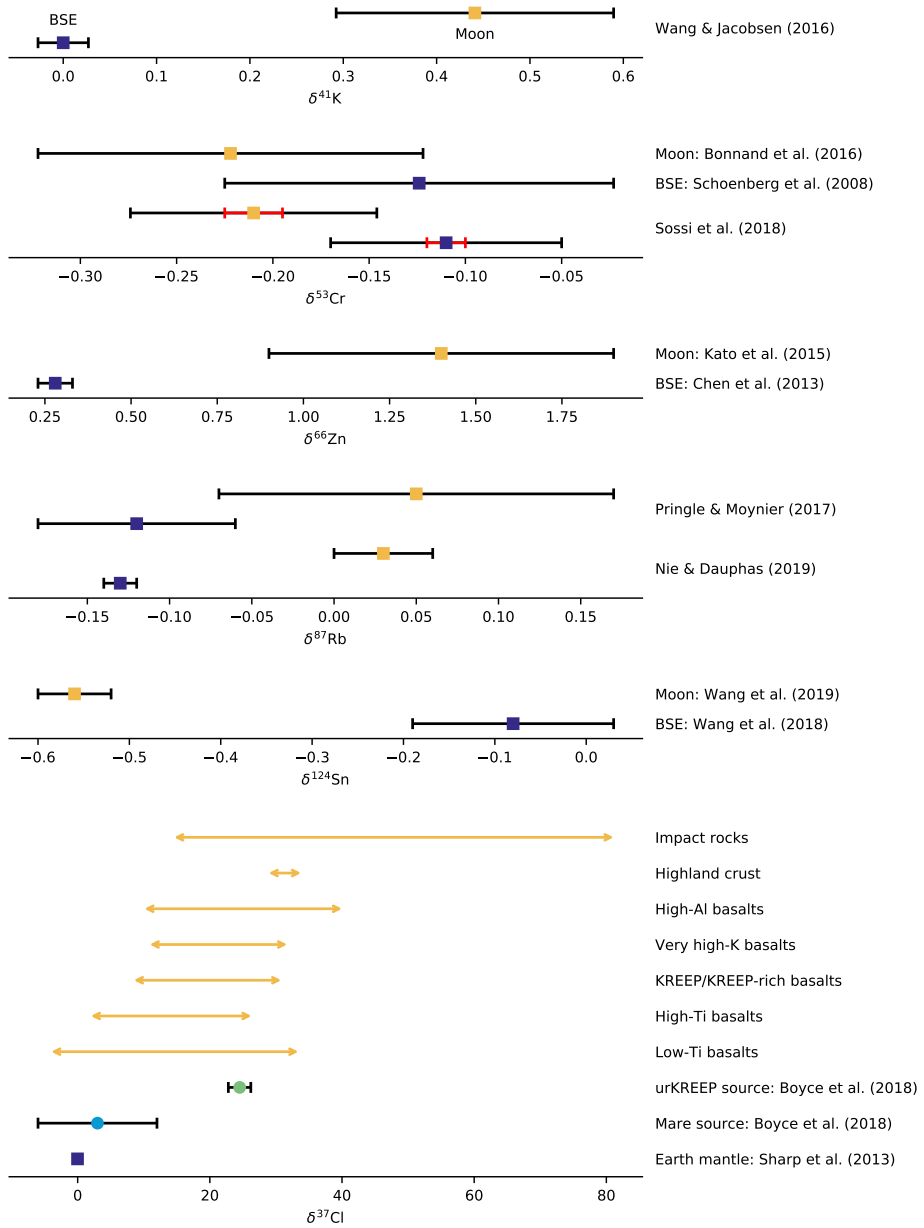 BSE
Moon
Wang & Jacobsen (2016)
0.0 0.1 0.2 0.3 0.4 0.5 0.6
δ⁴¹K
Moon: Bonnand et al. (2016)
BSE: Schoenberg et al. (2008)
Sossi et al. (2018)
−0.30 −0.25 −0.20 −0.15 −0.10 −0.05
δ⁵³Cr
Moon: Kato et al. (2015)
BSE: Chen et al. (2013)
0.25 0.50 0.75 1.00 1.25 1.50 1.75
δ⁶⁶Zn
Pringle & Moynier (2017)
Nie & Dauphas (2019)
−0.15 −0.10 −0.05 0.00 0.05 0.10 0.15
δ⁸⁷Rb
Moon: Wang et al. (2019)
BSE: Wang et al. (2018)
−0.6 −0.5 −0.4 −0.3 −0.2 −0.1 0.0
δ¹²⁴Sn
Impact rocks
Highland crust
High-Al basalts
Very high-K basalts
KREEP/KREEP-rich basalts
High-Ti basalts
Low-Ti basalts
urKREEP source: Boyce et al. (2018)
Mare source: Boyce et al. (2018)
Earth mantle: Sharp et al. (2013)
0 20 40 60 80
δ³⁷Cl